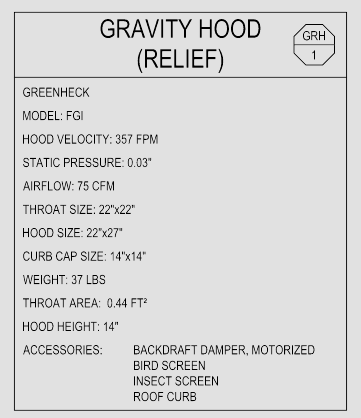 GRAVITY HOOD
(RELIEF)
GRH
1
GREENHECK
MODEL: FGI
HOOD VELOCITY: 357 FPM
STATIC PRESSURE: 0.03"
AIRFLOW: 75 CFM
THROAT SIZE: 22"x22"
HOOD SIZE: 22"x27"
CURB CAP SIZE: 14"x14"
WEIGHT: 37 LBS
THROAT AREA: 0.44 FT²
HOOD HEIGHT: 14"
ACCESSORIES: BACKDRAFT DAMPER, MOTORIZED
BIRD SCREEN
INSECT SCREEN
ROOF CURB